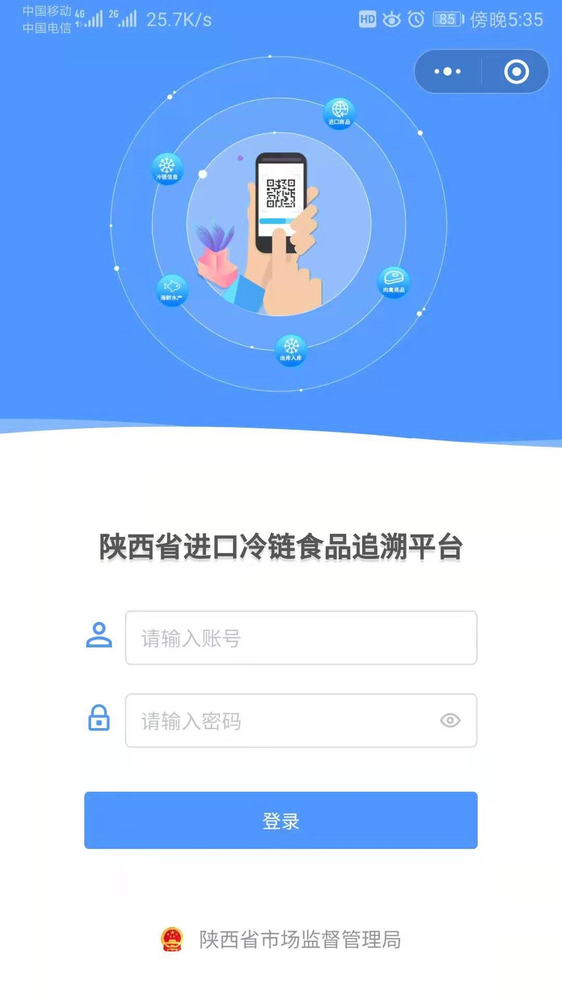 中国移动 4G 2G 25.7K/s HD 85 傍晚5:35
中国电信
进口商品
冷链信息
海鲜水产
肉禽商品
出库入库
陕西省进口冷链食品追溯平台
请输入账号
请输入密码
登录
陕西省市场监督管理局